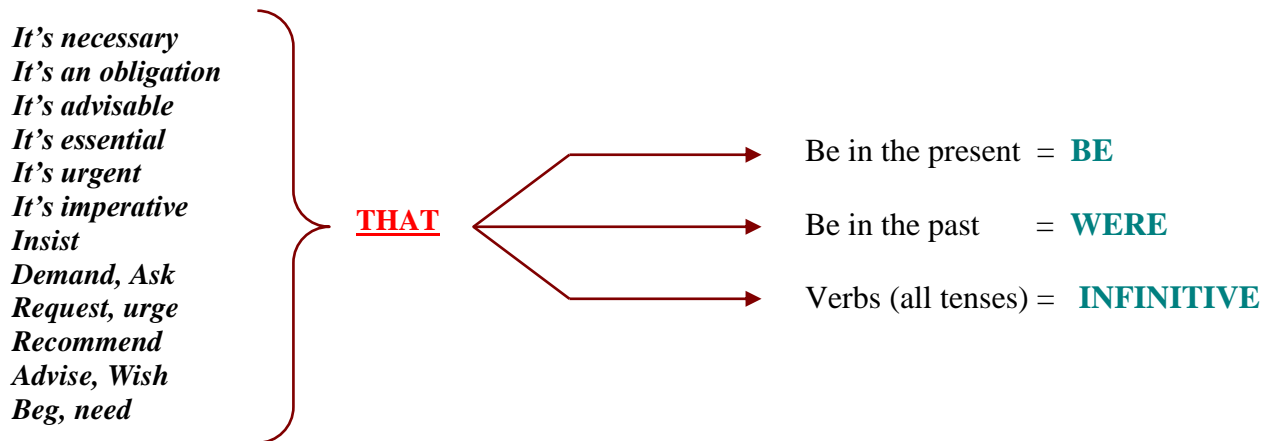 It’s necessary
It’s an obligation
It’s advisable
It’s essential
It’s urgent
It’s imperative
Insist
Demand, Ask
Request, urge
Recommend
Advise, Wish
Beg, need
THAT
Be in the present = BE
Be in the past = WERE
Verbs (all tenses) = INFINITIVE